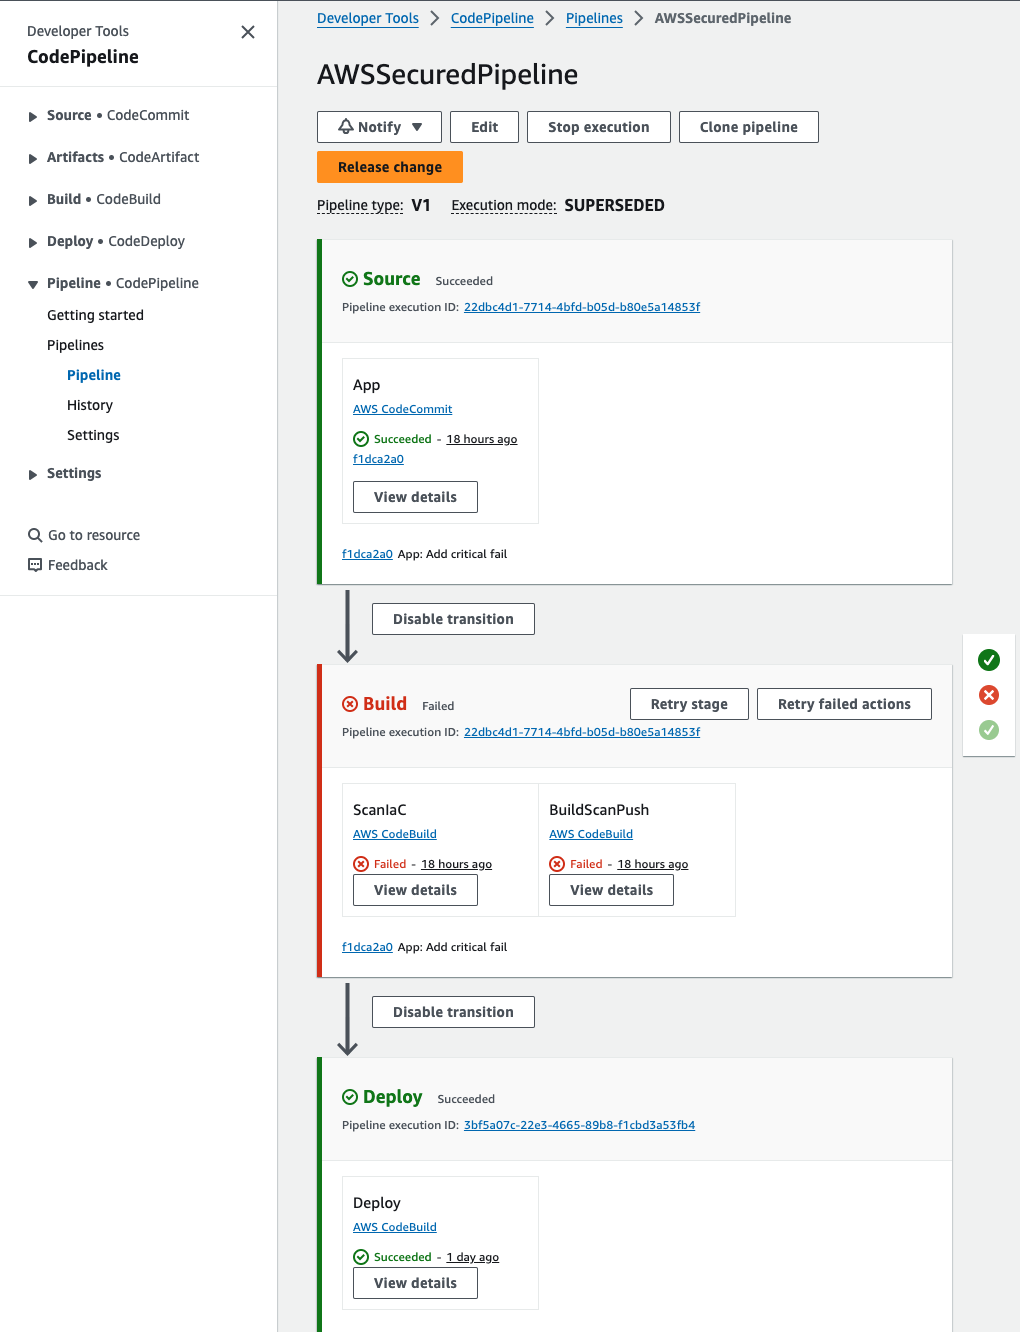 Developer Tools
CodePipeline
Source • CodeCommit
Artifacts • CodeArtifact
Build • CodeBuild
Deploy • CodeDeploy
Pipeline • CodePipeline
Getting started
Pipelines
Pipeline
History
Settings
Settings
Go to resource
Feedback
Developer Tools > CodePipeline > Pipelines > AWSSecuredPipeline
AWSSecuredPipeline
Notify Edit Stop execution Clone pipeline
Release change
Pipeline type: V1 Execution mode: SUPERSEDED
Source Succeeded
Pipeline execution ID: 22dbc4d1-7714-4bfd-b05d-b80e5a14853f
App
AWS CodeCommit
Succeeded - 18 hours ago
f1dca2a0
View details
f1dca2a0 App: Add critical fail
Disable transition
Build Failed Retry stage Retry failed actions
Pipeline execution ID: 22dbc4d1-7714-4bfd-b05d-b80e5a14853f
ScanIaC
AWS CodeBuild
Failed - 18 hours ago
View details
BuildScanPush
AWS CodeBuild
Failed - 18 hours ago
View details
f1dca2a0 App: Add critical fail
Disable transition
Deploy Succeeded
Pipeline execution ID: 3bf5a07c-22e3-4665-89b8-f1cbd3a53fb4
Deploy
AWS CodeBuild
Succeeded - 1 day ago
View details